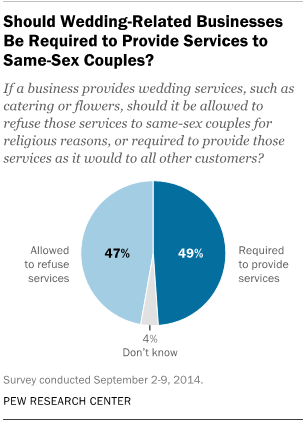 Should Wedding-Related Businesses
Be Required to Provide Services to
Same-Sex Couples?
If a business provides wedding services, such as
catering or flowers, should it be allowed to
refuse those services to same-sex couples for
religious reasons, or required to provide those
services as it would to all other customers?
Allowed
to refuse
services
47%
49%
Required
to provide
services
4%
Don't know
Survey conducted September 2-9, 2014.
PEW RESEARCH CENTER